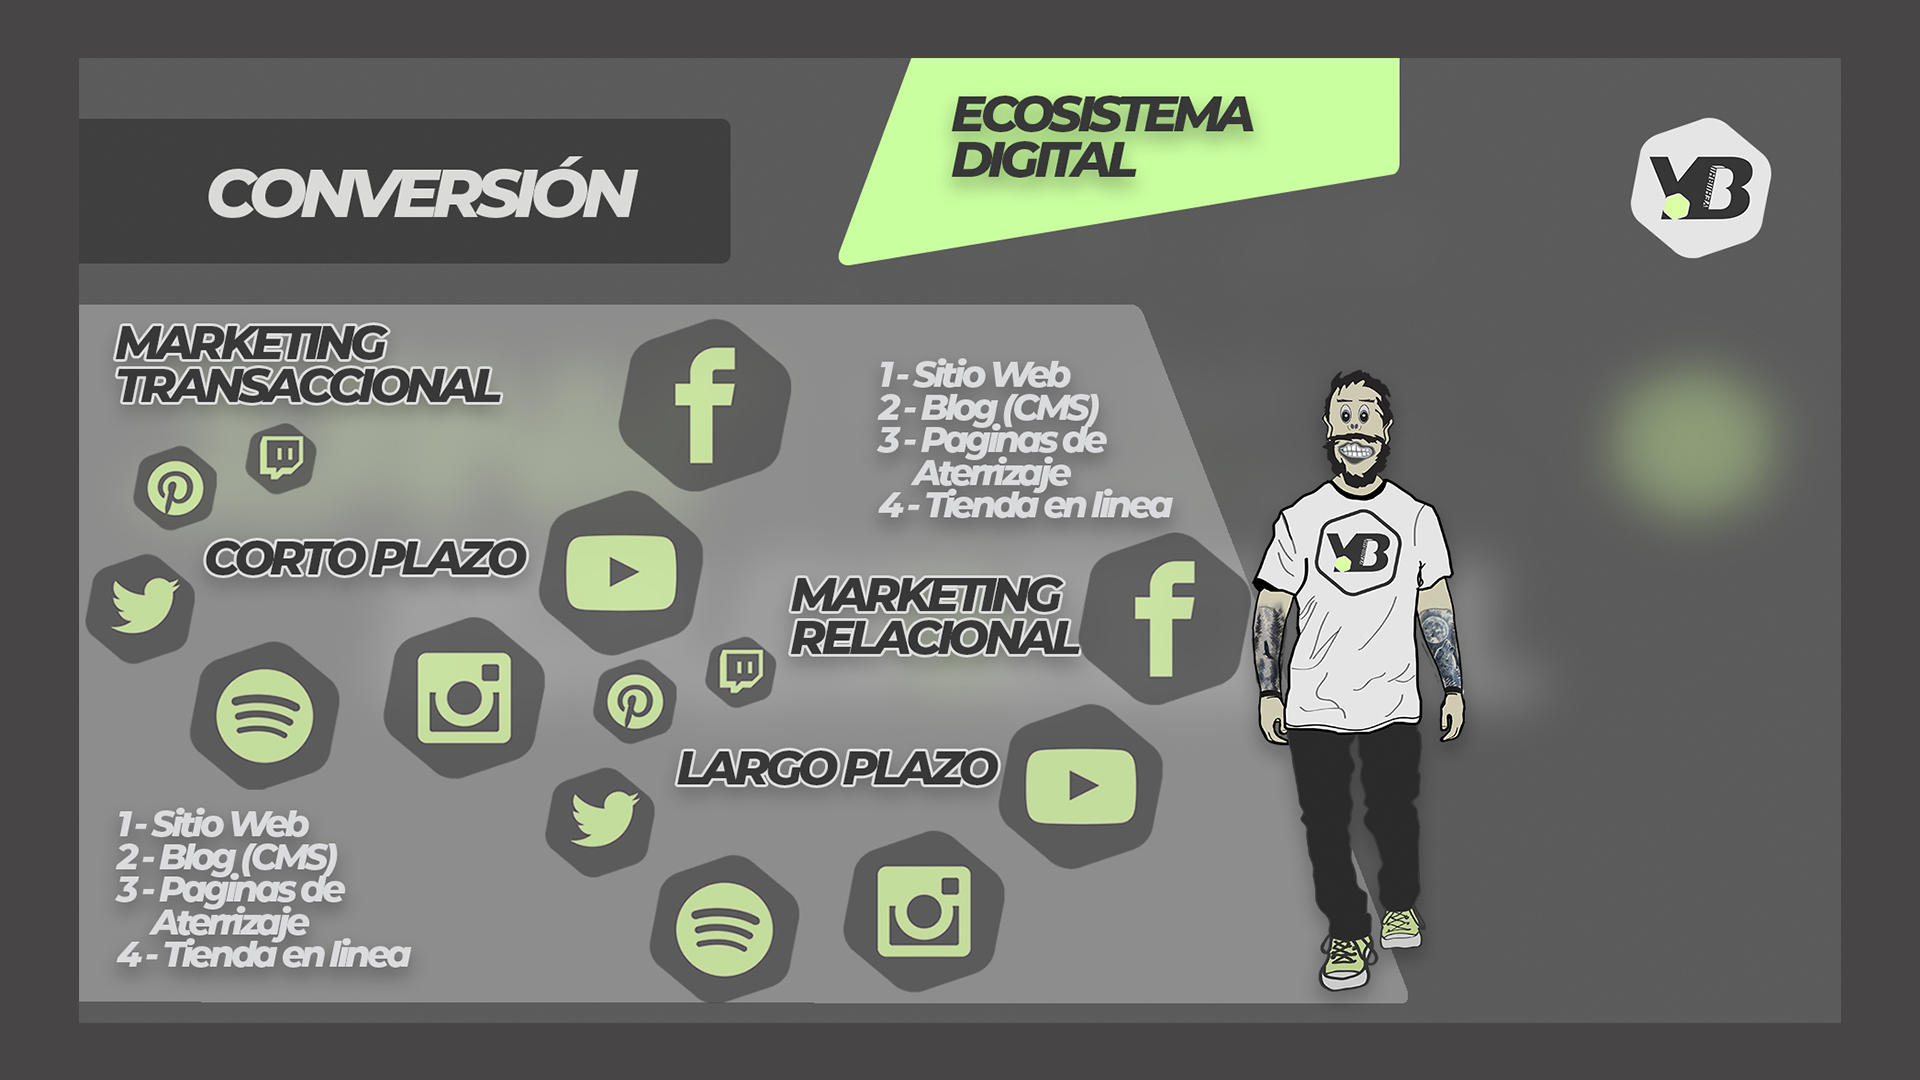 CONVERSIÓN
ECOSISTEMA
DIGITAL
YB
MARKETING
TRANSACCIONAL
CORTO PLAZO
1 - Sitio Web
2 - Blog (CMS)
3 - Paginas de
Aterrizaje
4 - Tienda en linea
1 - Sitio Web
2 - Blog (CMS)
3 - Paginas de
Aterrizaje
4 - Tienda en linea
MARKETING
RELACIONAL
LARGO PLAZO
YB